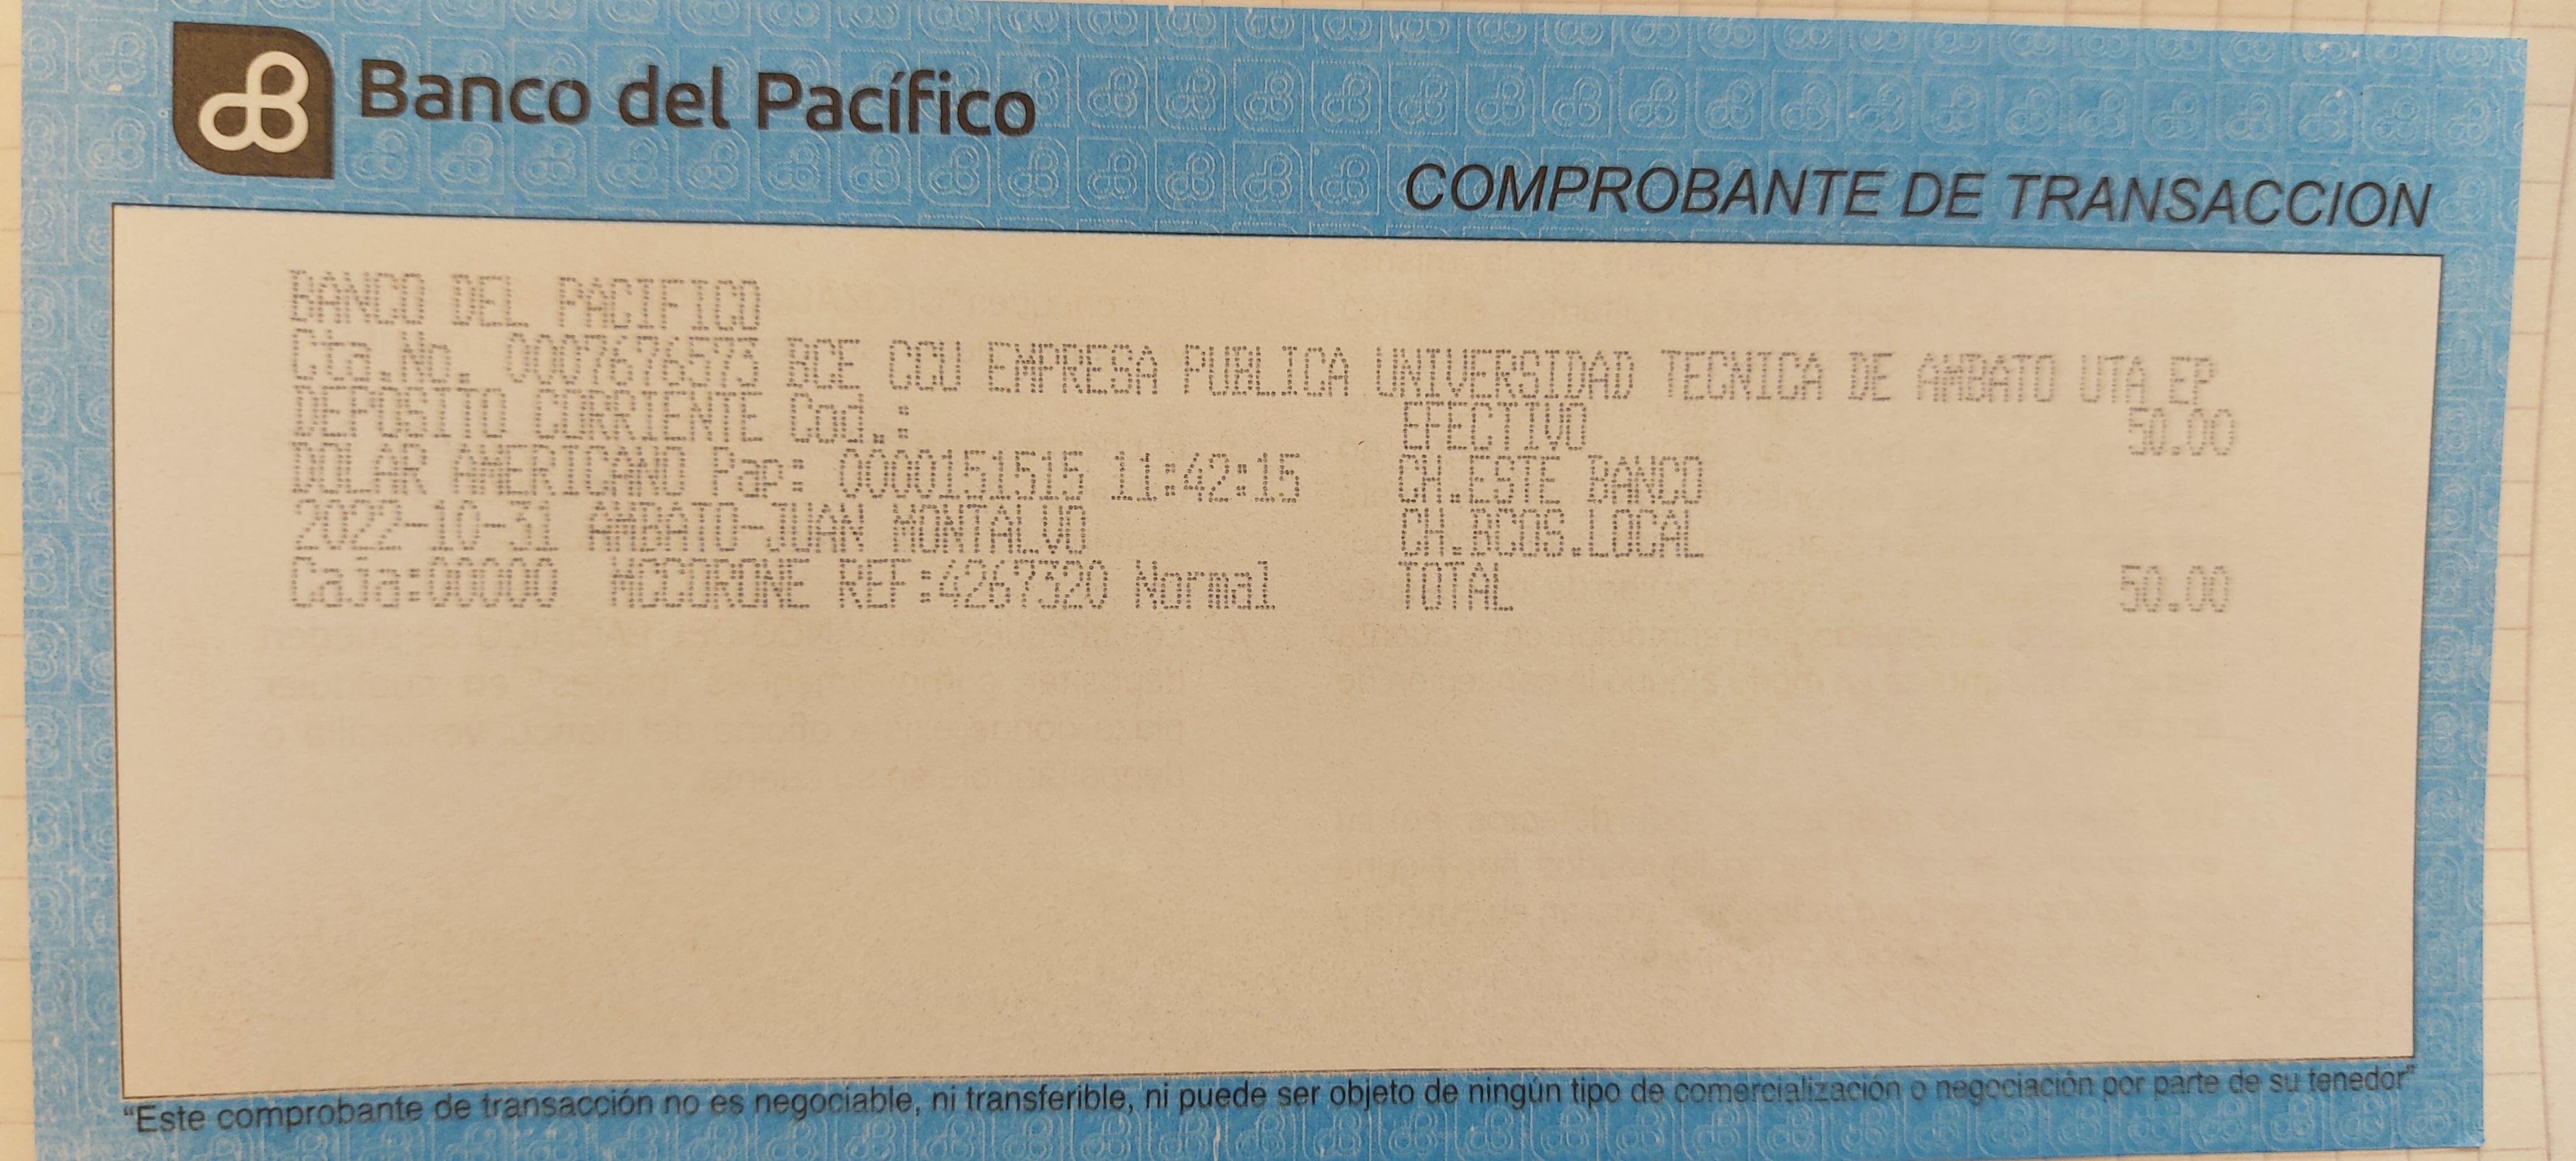 Banco del Pacífico
COMPROBANTE DE TRANSACCION
BANCO DEL PACIFICO
Cta.No. 0007696573 BCE CCU EMPRESA PUBLICA UNIVERSIDAD TECNICA DE AMBATO UTA EP
DEPOSITO CORRIENTE Cod.: EFECTIVO 50.00
DOLAR AMERICANO Pap: 000015151515 11:42:15 CH.ESTE BANCO
2022-10-31 AMBATO-JUAN MONTALVO CH.BCOS.LOCAL
Caja:00000 REF:4267320 Normal TOTAL 50.00
“Este comprobante de transacción no es negociable, ni transferible, ni puede ser objeto de ningún tipo de comercialización o negociación por parte de su tenedor”